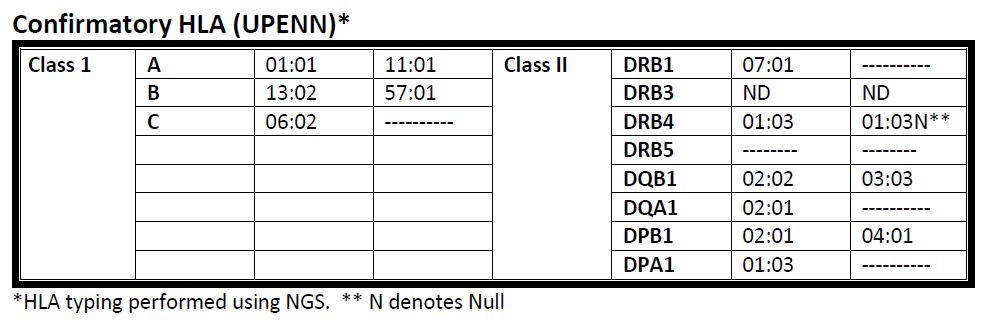 Confirmatory HLA (UPENN)*
Class 1 A 01:01 11:01 Class II DRB1 07:01 ----------
B 13:02 57:01 DRB3 ND ND
C 06:02 ---------- DRB4 01:03 01:03N**
DRB5 -------- --------
DQB1 02:02 03:03
DQA1 02:01 ----------
DPB1 02:01 04:01
DPA1 01:03 ----------
*HLA typing performed using NGS. ** N denotes Null